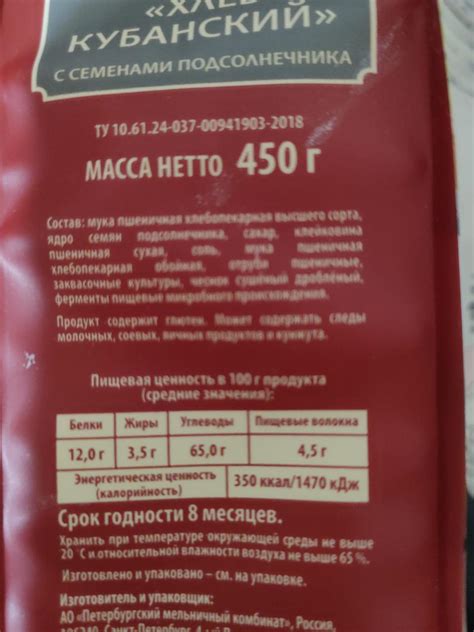 «ХЛЕБ
КУБАНСКИЙ»
С СЕМЕНАМИ ПОДСОЛНЕЧНИКА
ТУ 10.61.24-037-00941903-2018
МАССА НЕТТО 450 г
Состав: мука пшеничная хлебопекарная высшего сорта,
ядро семян подсолнечника, сахар, клейковина
пшеничная сухая, соль, мука пшеничная
хлебопекарная обойная, отруби пшеничные,
заквасочные культуры, чеснок сушёный дроблёный,
ферменты пищевые микробного происхождения.
Продукт содержит глютен. Может содержать следы
молочных, соевых, яичных продуктов и кунжута.
Пищевая ценность в 100 г продукта
(средние значения):
Белки Жиры Углеводы Пищевые волокна
12,0 г 3,5 г 65,0 г 4,5 г
Энергетическая ценность
(калорийность) 350 ккал/1470 кДж
Срок годности 8 месяцев.
Хранить при температуре окружающей среды не выше
20 °С и относительной влажности воздуха не выше 65 %.
Изготовлено и упаковано – см. на упаковке.
Изготовитель и упаковщик:
АО «Петербургский мельничный комбинат», Россия,
Санкт-Петербург